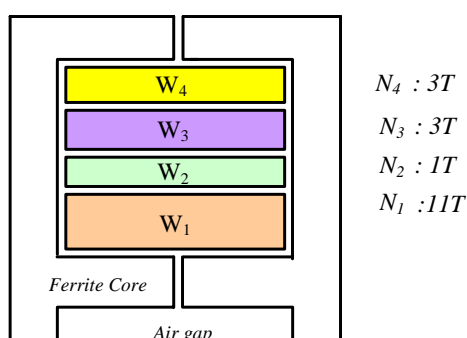 W4
N4 : 3T
W3
N3 : 3T
W2
N2 : 1T
W1
N1 :11T
Ferrite Core
Air gap